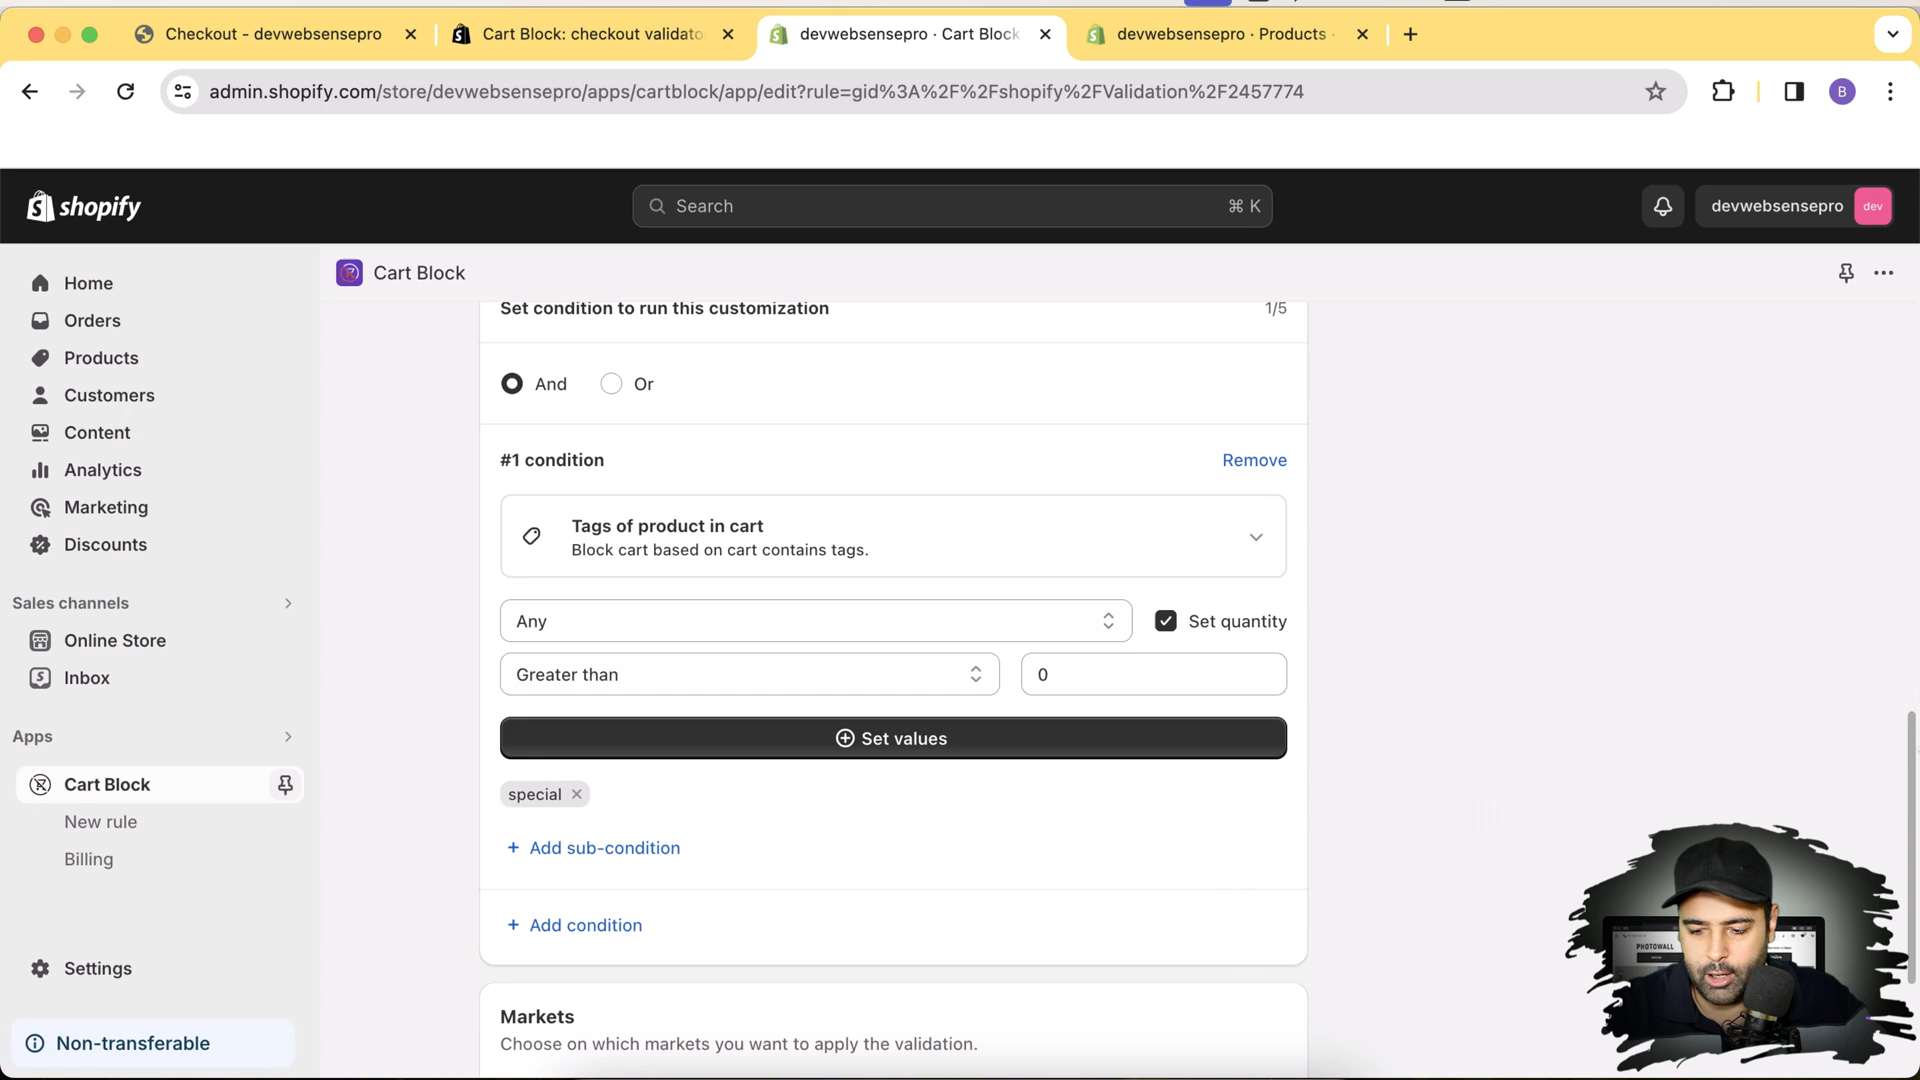 Checkout - devwebsensepro
Cart Block: checkout validato
devwebsensepro · Cart Block
devwebsensepro · Products ·
admin.shopify.com/store/devwebsensepro/apps/cartblock/app/edit?rule=gid%3A%2F%2Fshopify%2FValidation%2F2457774
B
shopify
Search
⌘ K
devwebsensepro
dev
Home
Orders
Products
Customers
Content
Analytics
Marketing
Discounts
Sales channels
Online Store
Inbox
Apps
Cart Block
New rule
Billing
Settings
Non-transferable
Cart Block
Set condition to run this customization
1/5
And
Or
#1 condition
Remove
Tags of product in cart
Block cart based on cart contains tags.
Any
Set quantity
Greater than
0
Set values
special
+ Add sub-condition
+ Add condition
Markets
Choose on which markets you want to apply the validation.
PHOTOWALL